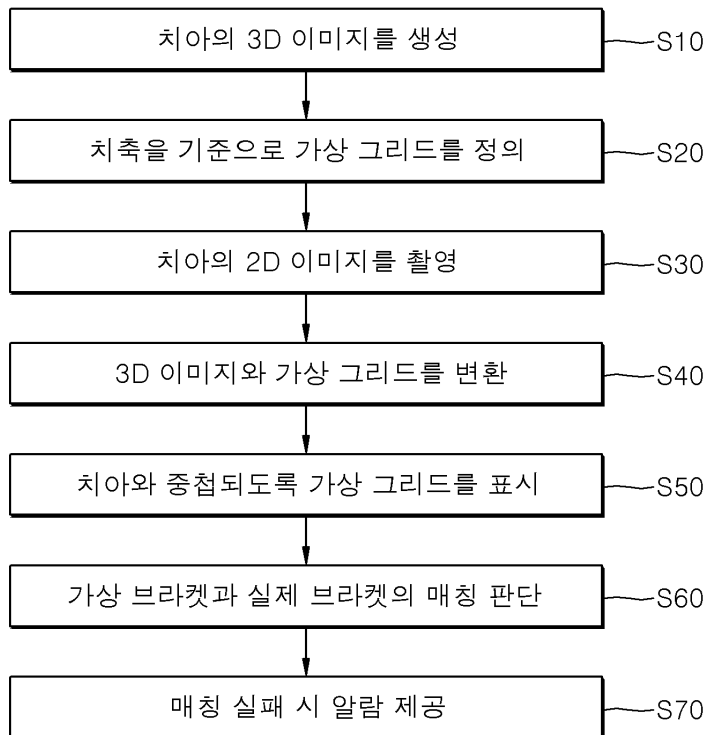 치아의 3D 이미지를 생성 S10
치축을 기준으로 가상 그리드를 정의 S20
치아의 2D 이미지를 촬영 S30
3D 이미지와 가상 그리드를 변환 S40
치아와 중첩되도록 가상 그리드를 표시 S50
가상 브라켓과 실제 브라켓의 매칭 판단 S60
매칭 실패 시 알람 제공 S70